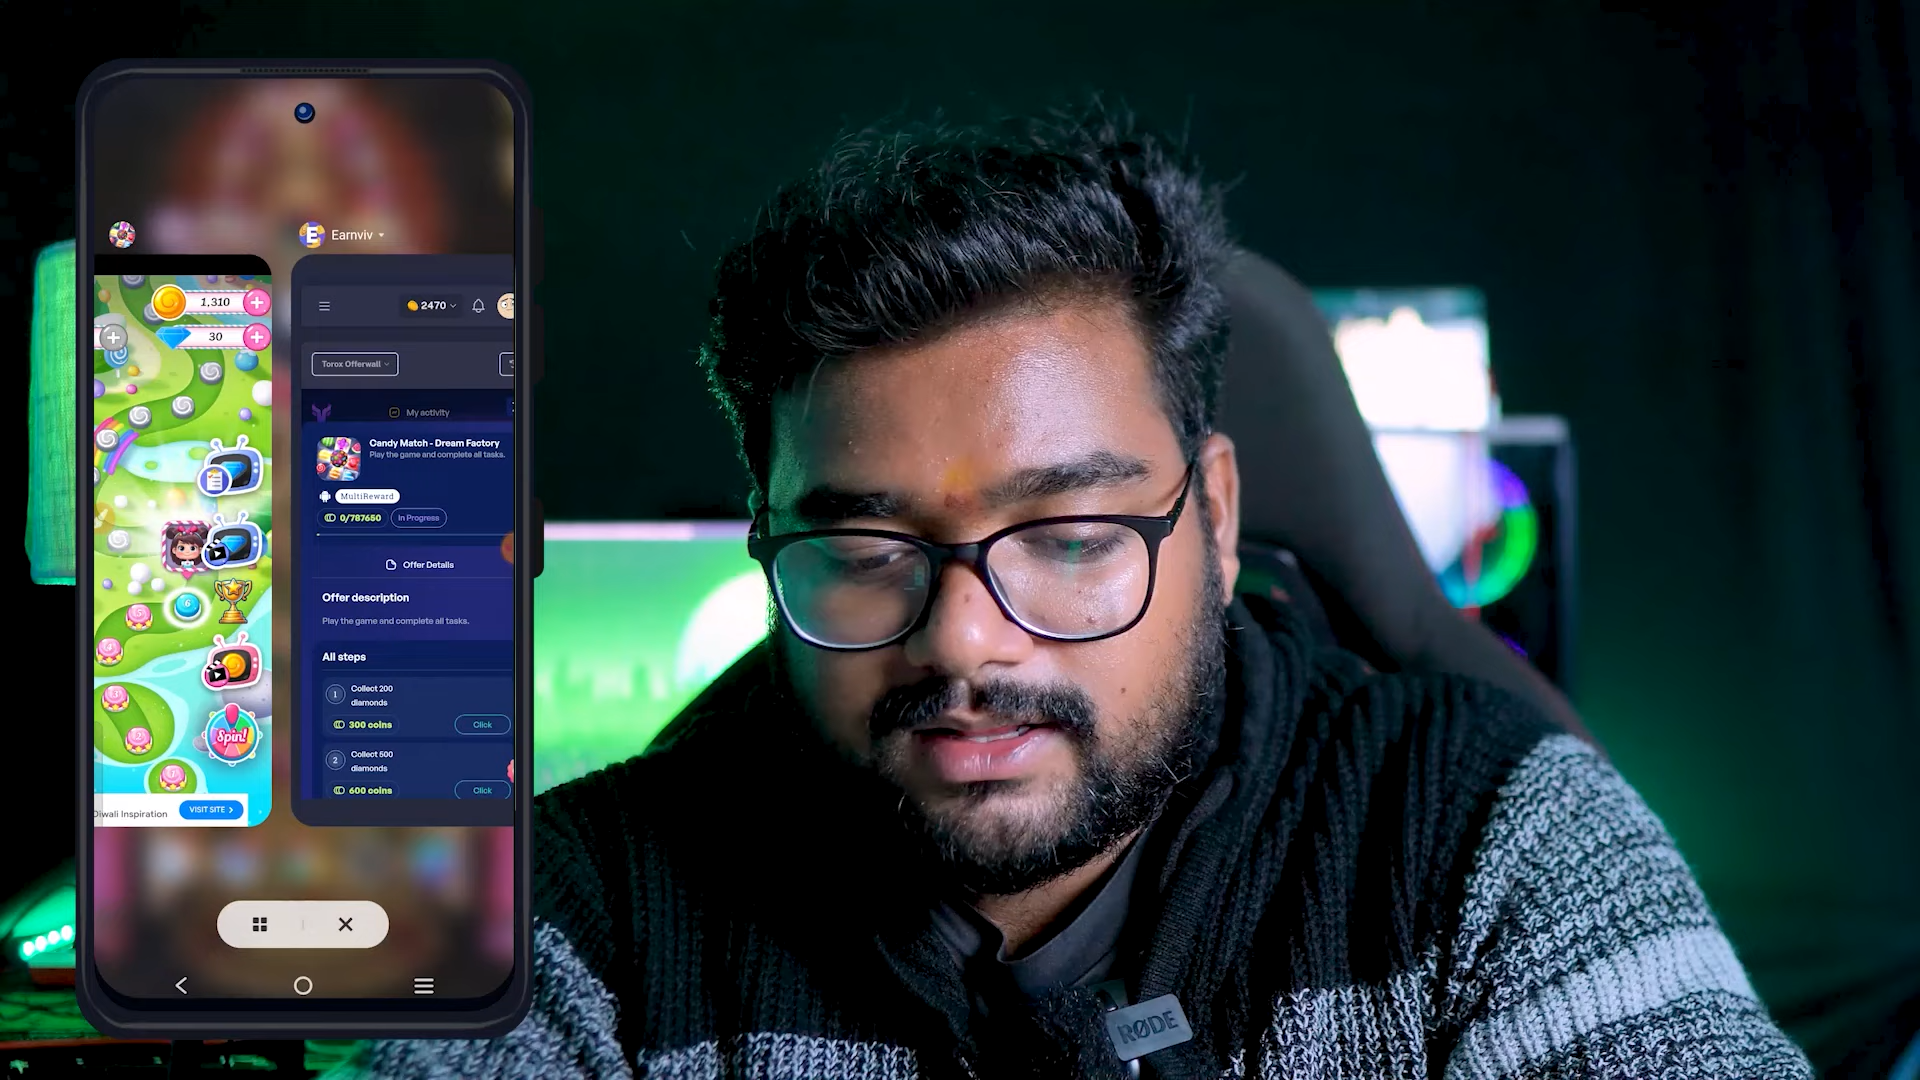 Earnviv
1,310
30
2470
Torox Offerwall
My activity
Candy Match - Dream Factory
Play the game and complete all tasks.
MultiReward
0/787650
In Progress
Offer Details
Offer description
Play the game and complete all tasks.
All steps
1
Collect 200
diamonds
300 coins
Click
2
Collect 500
diamonds
600 coins
Click
6
Spin!
Diwali Inspiration
VISIT SITE
RØDE